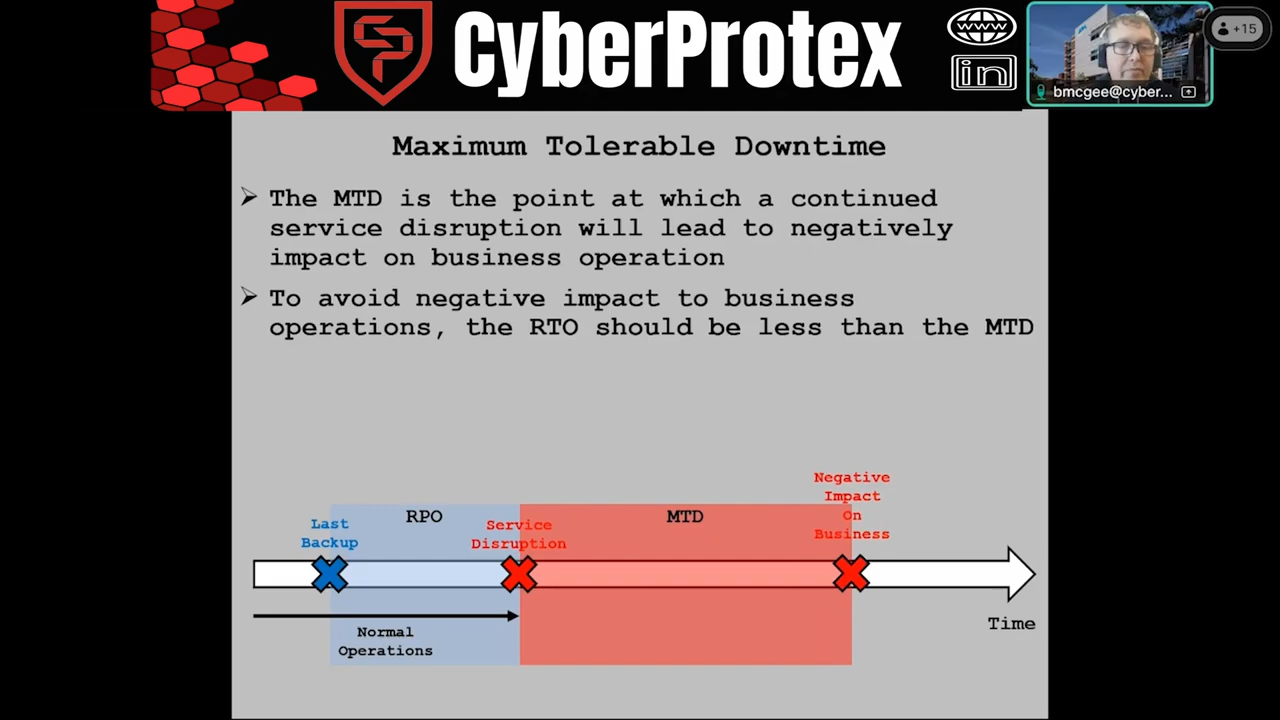 CyberProtex
WWW
in
bmcgee@cyber...
+15
Maximum Tolerable Downtime
➢ The MTD is the point at which a continued
service disruption will lead to negatively
impact on business operation
➢ To avoid negative impact to business
operations, the RTO should be less than the MTD
Negative
Impact
On
Business
RPO
MTD
Last
Backup
Service
Disruption
Time
Normal
Operations